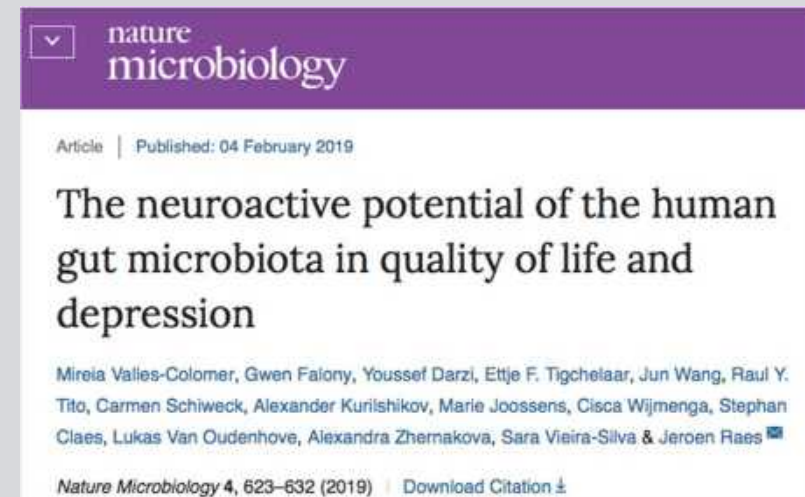 nature
microbiology
Article | Published: 04 February 2019
The neuroactive potential of the human
gut microbiota in quality of life and
depression
Mireia Valles-Colomer, Gwen Falony, Youssef Darzi, Ettje F. Tigchelaar, Jun Wang, Raul Y.
Tito, Carmen Schiweck, Alexander Kurilshikov, Marie Joossens, Cisca Wijmenga, Stephan
Claes, Lukas Van Oudenhove, Alexandra Zhernakova, Sara Vieira-Silva & Jeroen Raes
Nature Microbiology 4, 623–632 (2019) | Download Citation